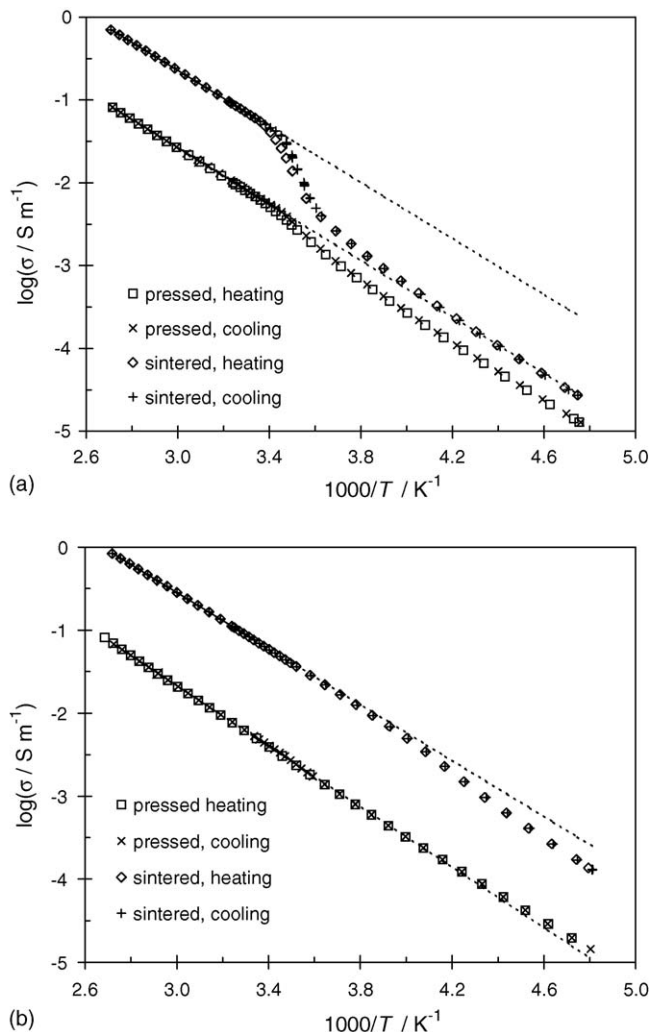 0
-1
-2
-3
-4
-5
log(σ / S m⁻¹)
□ pressed, heating
× pressed, cooling
◇ sintered, heating
+ sintered, cooling
2.6 3.0 3.4 3.8 4.2 4.6 5.0
(a)
1000/T / K⁻¹
0
-1
-2
-3
-4
-5
log(σ / S m⁻¹)
□ pressed heating
× pressed, cooling
◇ sintered, heating
+ sintered, cooling
2.6 3.0 3.4 3.8 4.2 4.6 5.0
(b)
1000/T / K⁻¹